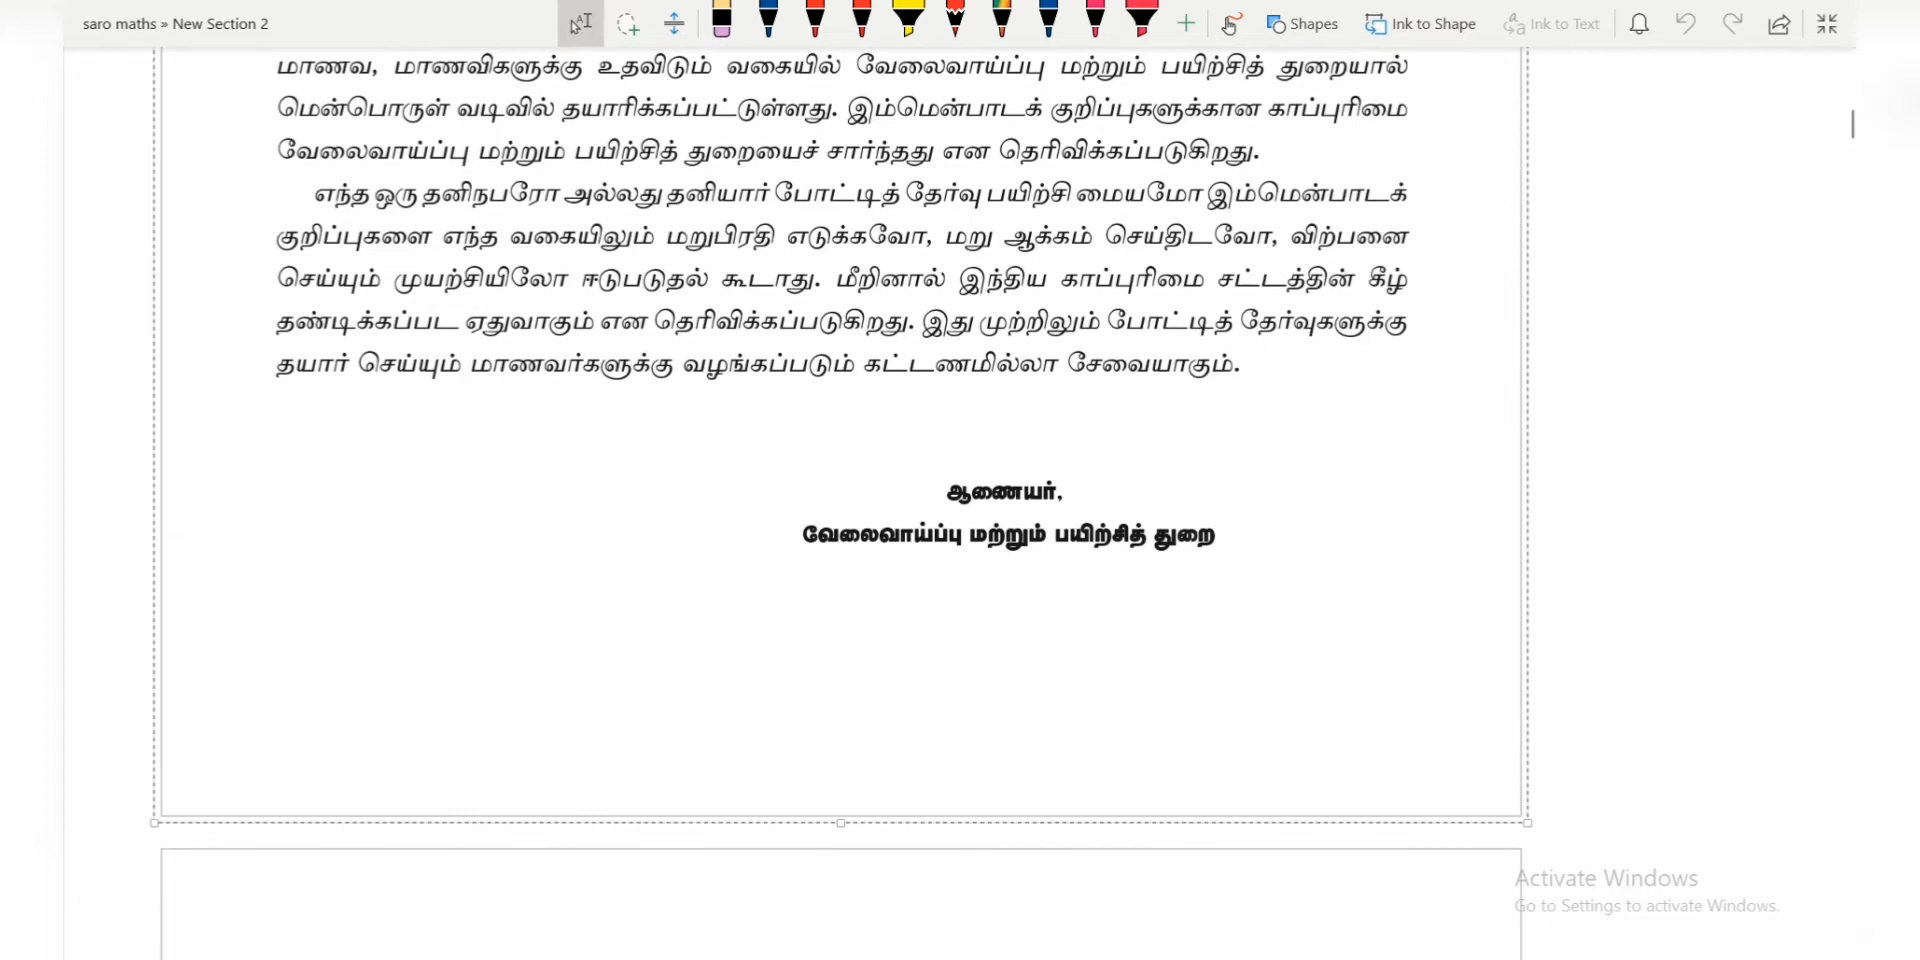 saro maths » New Section 2
Shapes
Ink to Shape
Ink to Text
மாணவ, மாணவிகளுக்கு உதவிடும் வகையில் வேலைவாய்ப்பு மற்றும் பயிற்சித் துறையால்
மென்பொருள் வடிவில் தயாரிக்கப்பட்டுள்ளது. இம்மென்பாடக் குறிப்புகளுக்கான காப்புரிமை
வேலைவாய்ப்பு மற்றும் பயிற்சித் துறையைச் சார்ந்தது என தெரிவிக்கப்படுகிறது.
எந்த ஒரு தனிநபரோ அல்லது தனியார் போட்டித் தேர்வு பயிற்சி மையமோ இம்மென்பாடக்
குறிப்புகளை எந்த வகையிலும் மறுபிரதி எடுக்கவோ, மறு ஆக்கம் செய்திடவோ, விற்பனை
செய்யும் முயற்சியிலோ ஈடுபடுதல் கூடாது. மீறினால் இந்திய காப்புரிமை சட்டத்தின் கீழ்
தண்டிக்கப்பட ஏதுவாகும் என தெரிவிக்கப்படுகிறது. இது முற்றிலும் போட்டித் தேர்வுகளுக்கு
தயார் செய்யும் மாணவர்களுக்கு வழங்கப்படும் கட்டணமில்லா சேவையாகும்.
ஆணையர்,
வேலைவாய்ப்பு மற்றும் பயிற்சித் துறை
Activate Windows
Go to Settings to activate Windows.